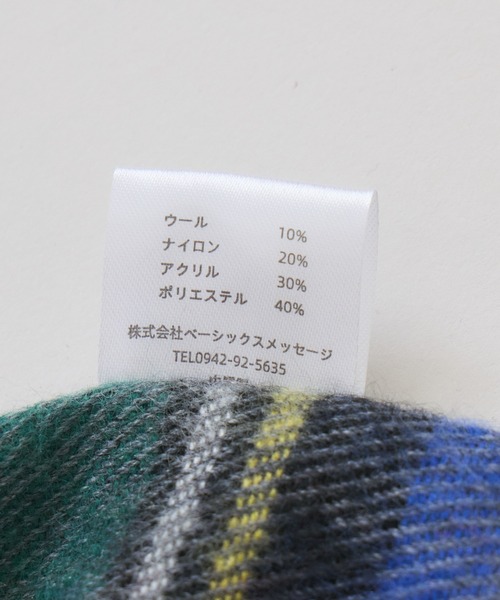 ウール 10%
ナイロン 20%
アクリル 30%
ポリエステル 40%
株式会社ベーシックスメッセージ
TEL0942-92-5635